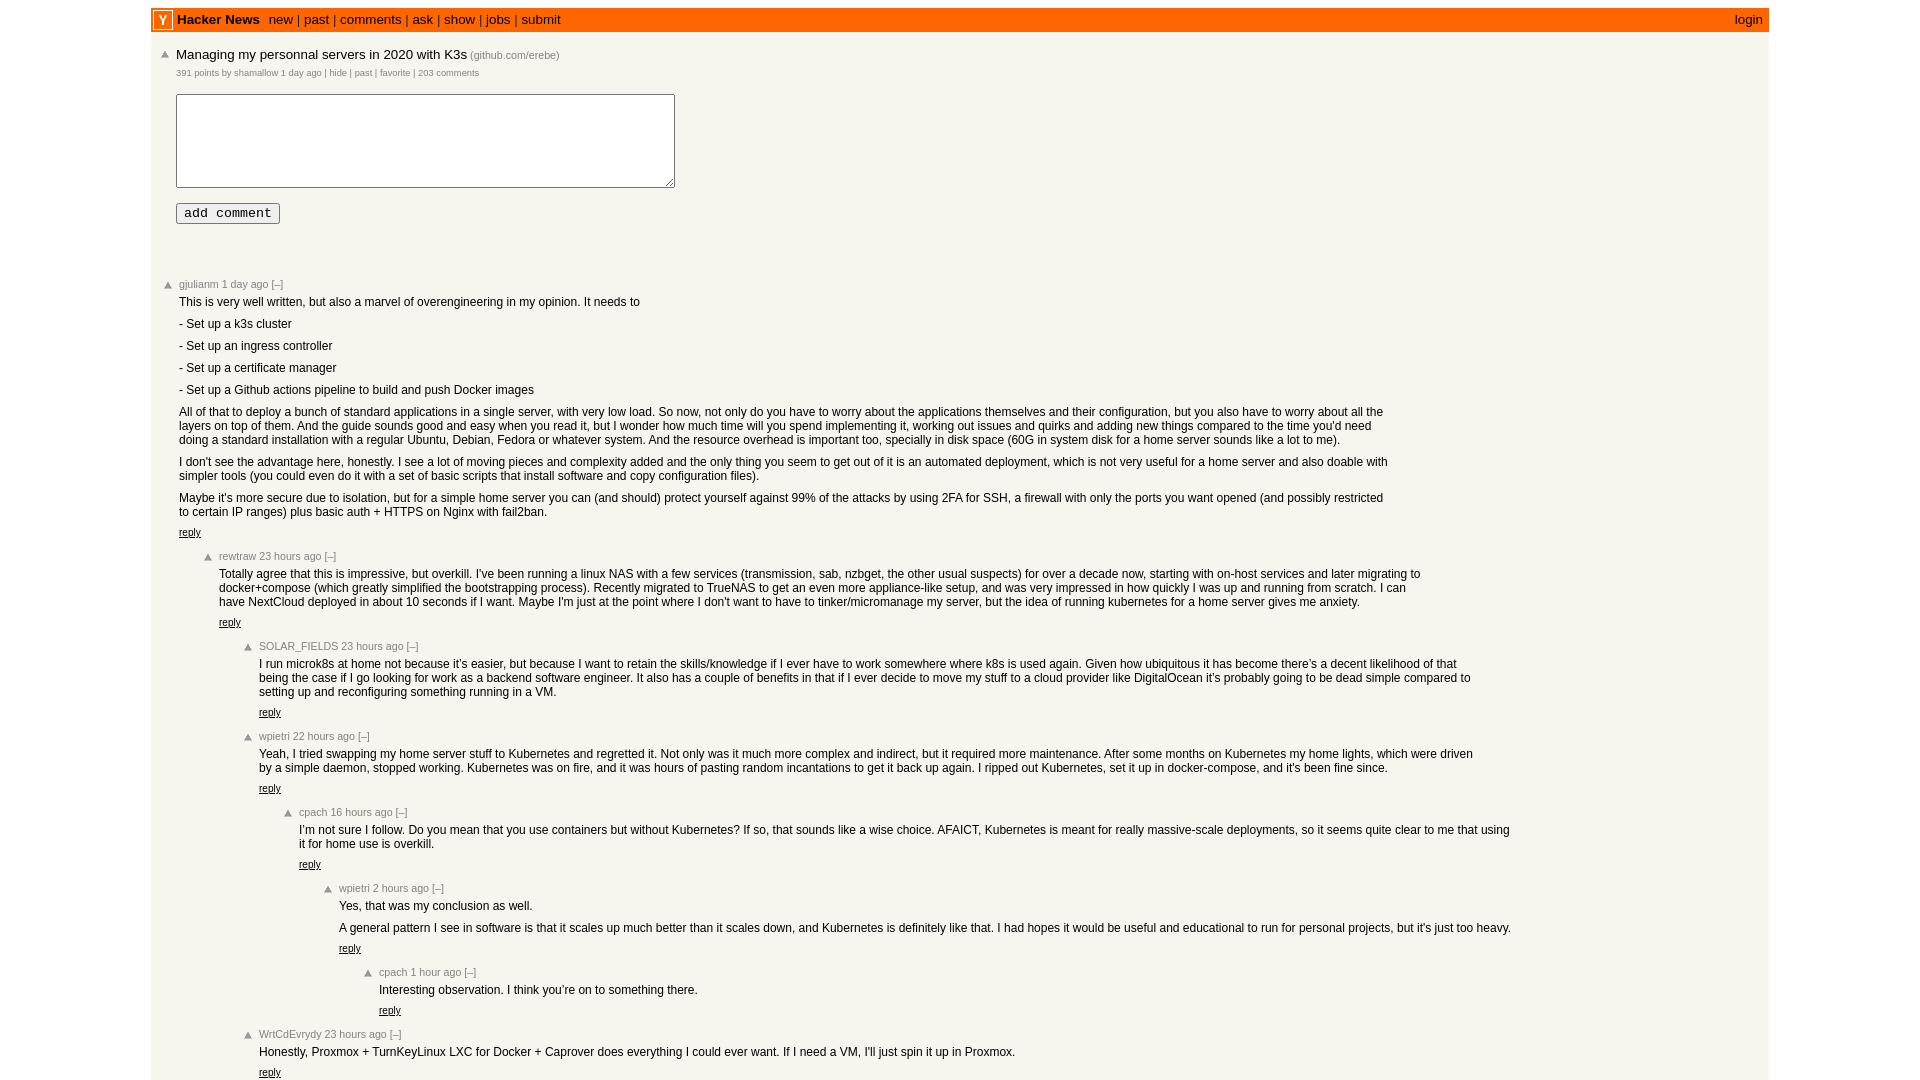 Y Hacker News new | past | comments | ask | show | jobs | submit login
Managing my personnal servers in 2020 with K3s (github.com/erebe)
391 points by shamallow 1 day ago | hide | past | favorite | 203 comments
add comment
gjulianm 1 day ago [–]
This is very well written, but also a marvel of overengineering in my opinion. It needs to
- Set up a k3s cluster
- Set up an ingress controller
- Set up a certificate manager
- Set up a Github actions pipeline to build and push Docker images
All of that to deploy a bunch of standard applications in a single server, with very low load. So now, not only do you have to worry about the applications themselves and their configuration, but you also have to worry about all the
layers on top of them. And the guide sounds good and easy when you read it, but I wonder how much time will you spend implementing it, working out issues and quirks and adding new things compared to the time you'd need
doing a standard installation with a regular Ubuntu, Debian, Fedora or whatever system. And the resource overhead is important too, specially in disk space (60G in system disk for a home server sounds like a lot to me).
I don't see the advantage here, honestly. I see a lot of moving pieces and complexity added and the only thing you seem to get out of it is an automated deployment, which is not very useful for a home server and also doable with
simpler tools (you could even do it with a set of basic scripts that install software and copy configuration files).
Maybe it's more secure due to isolation, but for a simple home server you can (and should) protect yourself against 99% of the attacks by using 2FA for SSH, a firewall with only the ports you want opened (and possibly restricted
to certain IP ranges) plus basic auth + HTTPS on Nginx with fail2ban.
reply
rewtraw 23 hours ago [–]
Totally agree that this is impressive, but overkill. I've been running a linux NAS with a few services (transmission, sab, nzbget, the other usual suspects) for over a decade now, starting with on-host services and later migrating to
docker+compose (which greatly simplified the bootstrapping process). Recently migrated to TrueNAS to get an even more appliance-like setup, and was very impressed in how quickly I was up and running from scratch. I can
have NextCloud deployed in about 10 seconds if I want. Maybe I'm just at the point where I don't want to have to tinker/micromanage my server, but the idea of running kubernetes for a home server gives me anxiety.
reply
SOLAR_FIELDS 23 hours ago [–]
I run microk8s at home not because it’s easier, but because I want to retain the skills/knowledge if I ever have to work somewhere where k8s is used again. Given how ubiquitous it has become there’s a decent likelihood of that
being the case if I go looking for work as a backend software engineer. It also has a couple of benefits in that if I ever decide to move my stuff to a cloud provider like DigitalOcean it’s probably going to be dead simple compared to
setting up and reconfiguring something running in a VM.
reply
wpietri 22 hours ago [–]
Yeah, I tried swapping my home server stuff to Kubernetes and regretted it. Not only was it much more complex and indirect, but it required more maintenance. After some months on Kubernetes my home lights, which were driven
by a simple daemon, stopped working. Kubernetes was on fire, and it was hours of pasting random incantations to get it back up again. I ripped out Kubernetes, set it up in docker-compose, and it's been fine since.
reply
cpach 16 hours ago [–]
I’m not sure I follow. Do you mean that you use containers but without Kubernetes? If so, that sounds like a wise choice. AFAICT, Kubernetes is meant for really massive-scale deployments, so it seems quite clear to me that using
it for home use is overkill.
reply
wpietri 2 hours ago [–]
Yes, that was my conclusion as well.
A general pattern I see in software is that it scales up much better than it scales down, and Kubernetes is definitely like that. I had hopes it would be useful and educational to run for personal projects, but it's just too heavy.
reply
cpach 1 hour ago [–]
Interesting observation. I think you’re on to something there.
reply
WrtCdEvrydy 23 hours ago [–]
Honestly, Proxmox + TurnKeyLinux LXC for Docker + Caprover does everything I could ever want. If I need a VM, I'll just spin it up in Proxmox.
reply